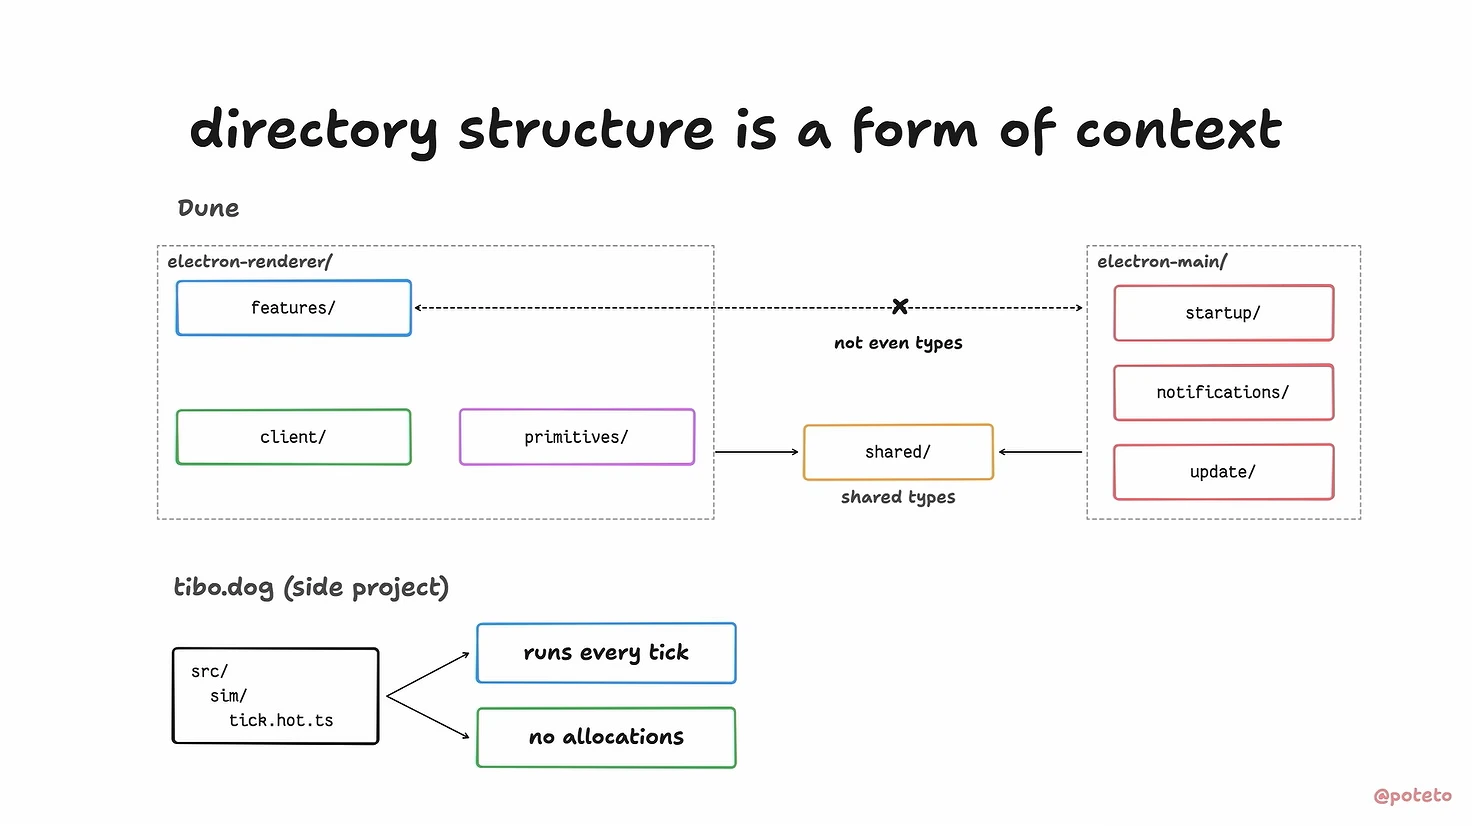 directory structure is a form of context
Dune
electron-renderer/
features/
client/
primitives/
not even types
shared/
shared types
electron-main/
startup/
notifications/
update/
tibo.dog (side project)
src/
sim/
tick.hot.ts
runs every tick
no allocations
@poteto